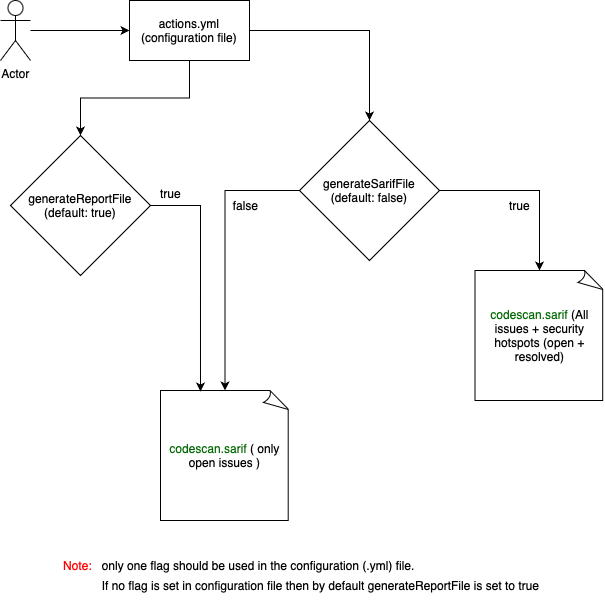 actions.yml
(configuration file)
Actor
generateReportFile
(default: true)
true
generateSarifFile
(default: false)
false
true
codescan.sarif (All
issues + security
hotspots (open +
resolved)
codescan.sarif ( only
open issues )
Note: only one flag should be used in the configuration (.yml) file.
If no flag is set in configuration file then by default generateReportFile is set to true